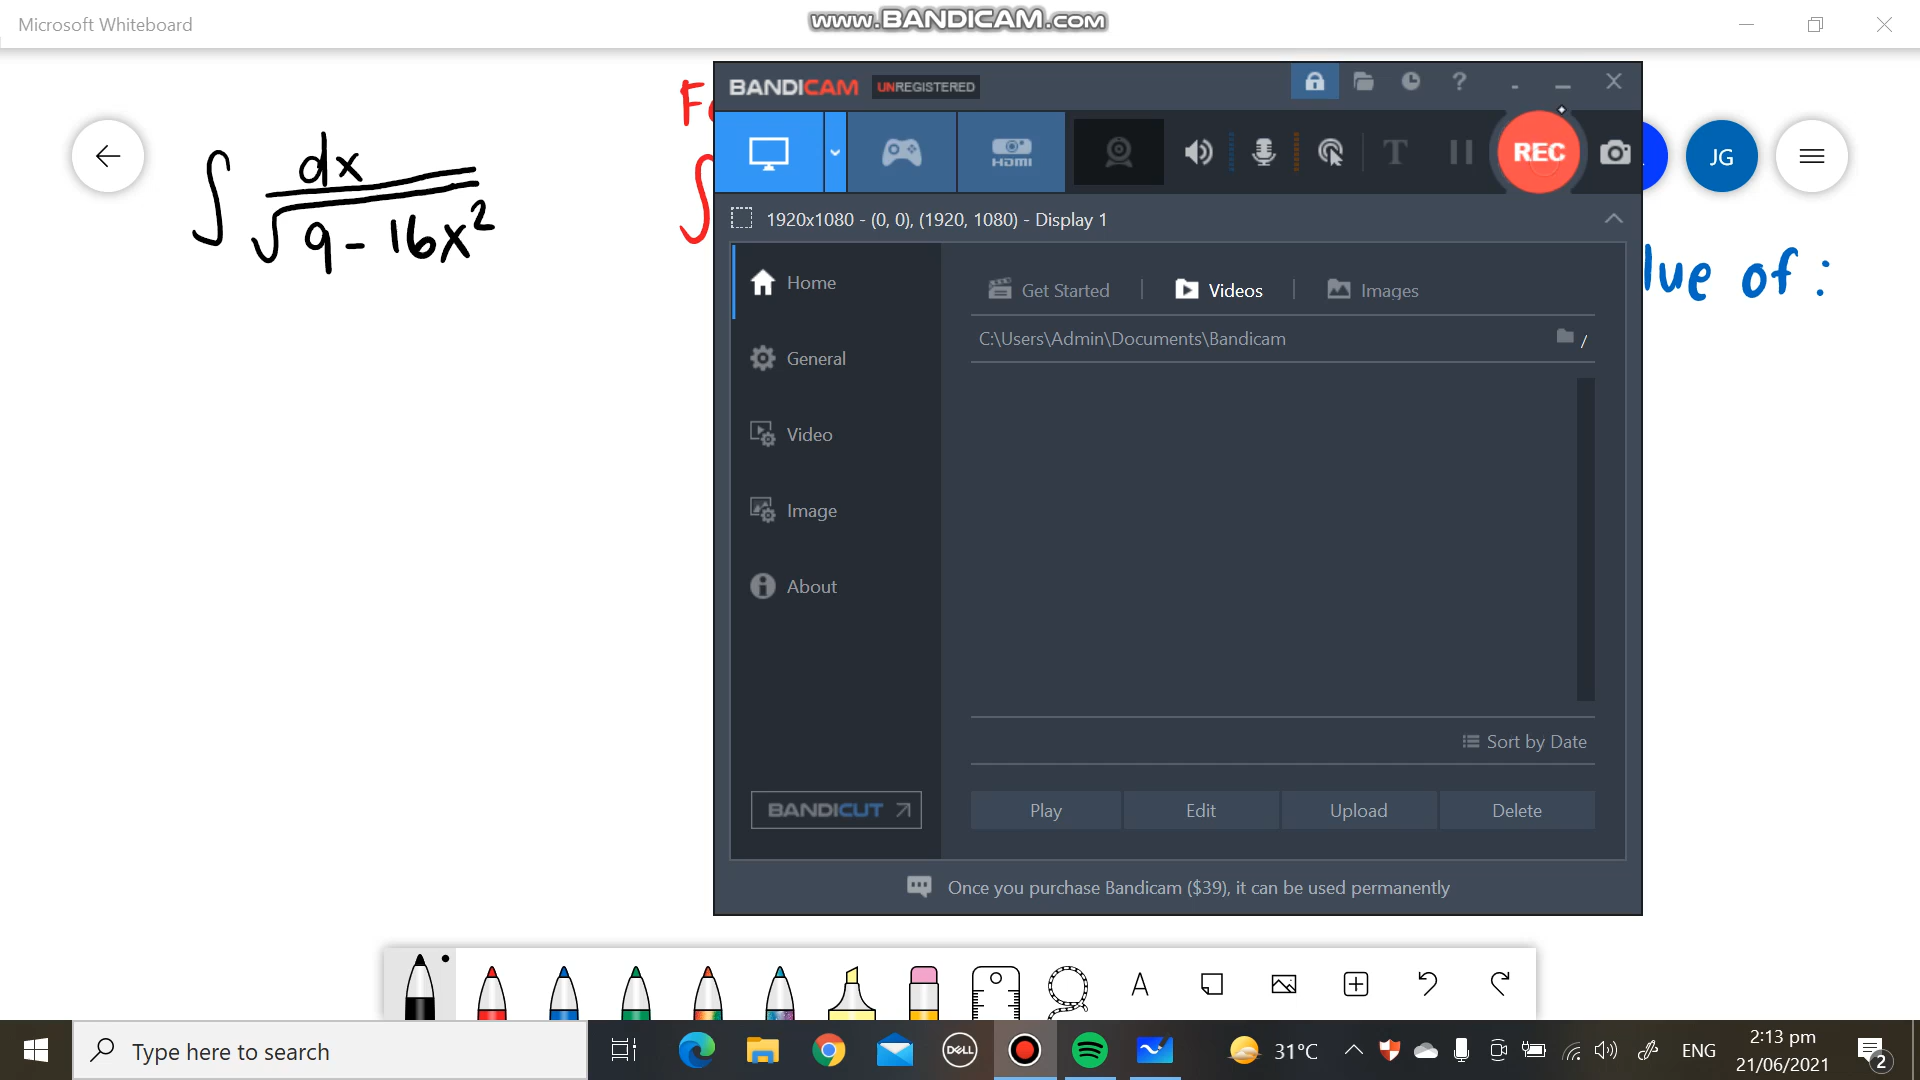 Microsoft Whiteboard
www.BANDICAM.com
BANDICAM UNREGISTERED
HDMI
T
REC
JG
1920x1080 - (0, 0), (1920, 1080) - Display 1
∫ dx / √9 - 16x²
lue of :
Home
General
Video
Image
About
Get Started | Videos | Images
C:\Users\Admin\Documents\Bandicam
/
Sort by Date
BANDICUT
Play Edit Upload Delete
Once you purchase Bandicam ($39), it can be used permanently
A
Type here to search
DELL
31°C
ENG
2:13 pm
21/06/2021
2